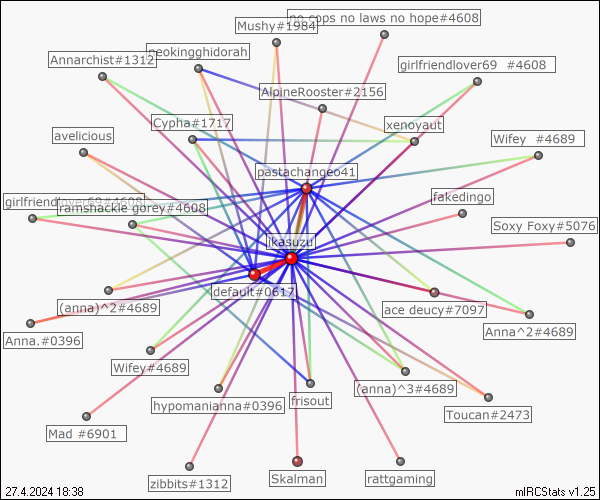 no cops no laws no hope#4608
Mushy#1984
neokingghidorah
Annarchist#1312
girlfriendlover69 #4608
AlpineRooster#2156
Cypha#1717
xenoyaut
avelicious
Wifey #4689
pastachangeo41
girlfriendlover69#4608
ramshackle gorey#4608
fakedingo
Soxy Foxy#5076
jkasuzu
default#0617
(anna)^2#4689
ace deucy#7097
Anna.#0396
Anna^2#4689
Wifey#4689
(anna)^3#4689
hypomanianna#0396
frisout
Toucan#2473
Mad #6901
zibbits#1312
Skalman
rattgaming
27.4.2024 18:38
mIRCStats v1.25